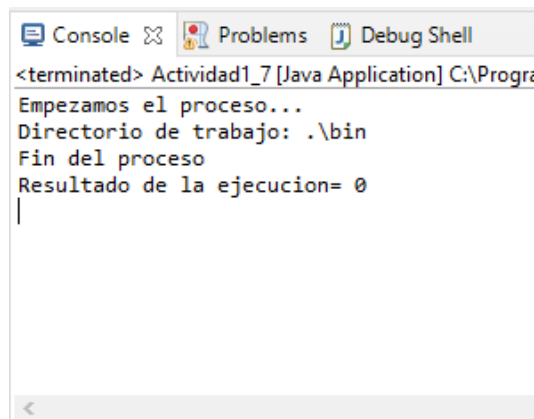 Console Problems Debug Shell
<terminated> Actividad1_7 [Java Application] C:\Progra
Empezamos el proceso...
Directorio de trabajo: .\bin
Fin del proceso
Resultado de la ejecucion= 0